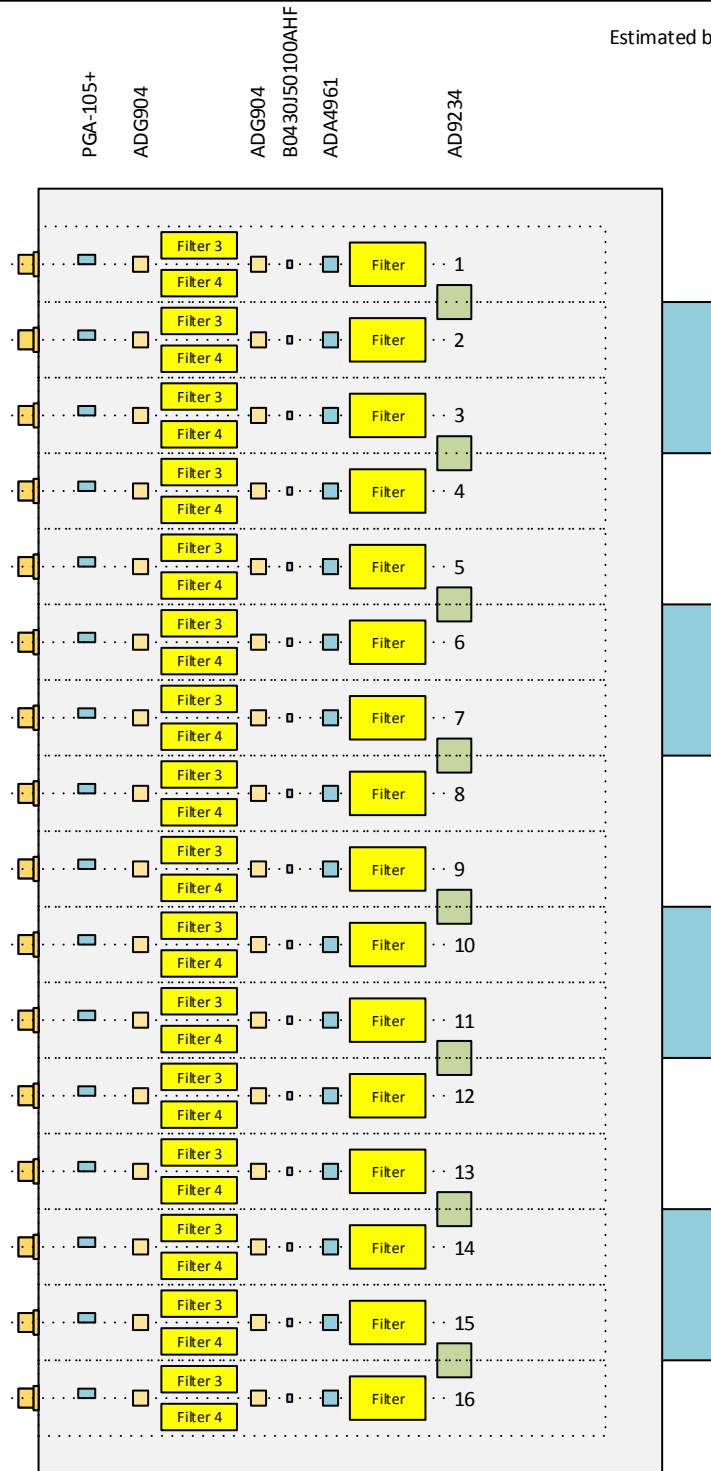 Estimated b
PGA-105+
ADG904
ADG904
B0430J50100AHF
ADA4961
AD9234
Filter 3
Filter 4
Filter
1
Filter 3
Filter 4
Filter
2
Filter 3
Filter 4
Filter
3
Filter 3
Filter 4
Filter
4
Filter 3
Filter 4
Filter
5
Filter 3
Filter 4
Filter
6
Filter 3
Filter 4
Filter
7
Filter 3
Filter 4
Filter
8
Filter 3
Filter 4
Filter
9
Filter 3
Filter 4
Filter
10
Filter 3
Filter 4
Filter
11
Filter 3
Filter 4
Filter
12
Filter 3
Filter 4
Filter
13
Filter 3
Filter 4
Filter
14
Filter 3
Filter 4
Filter
15
Filter 3
Filter 4
Filter
16